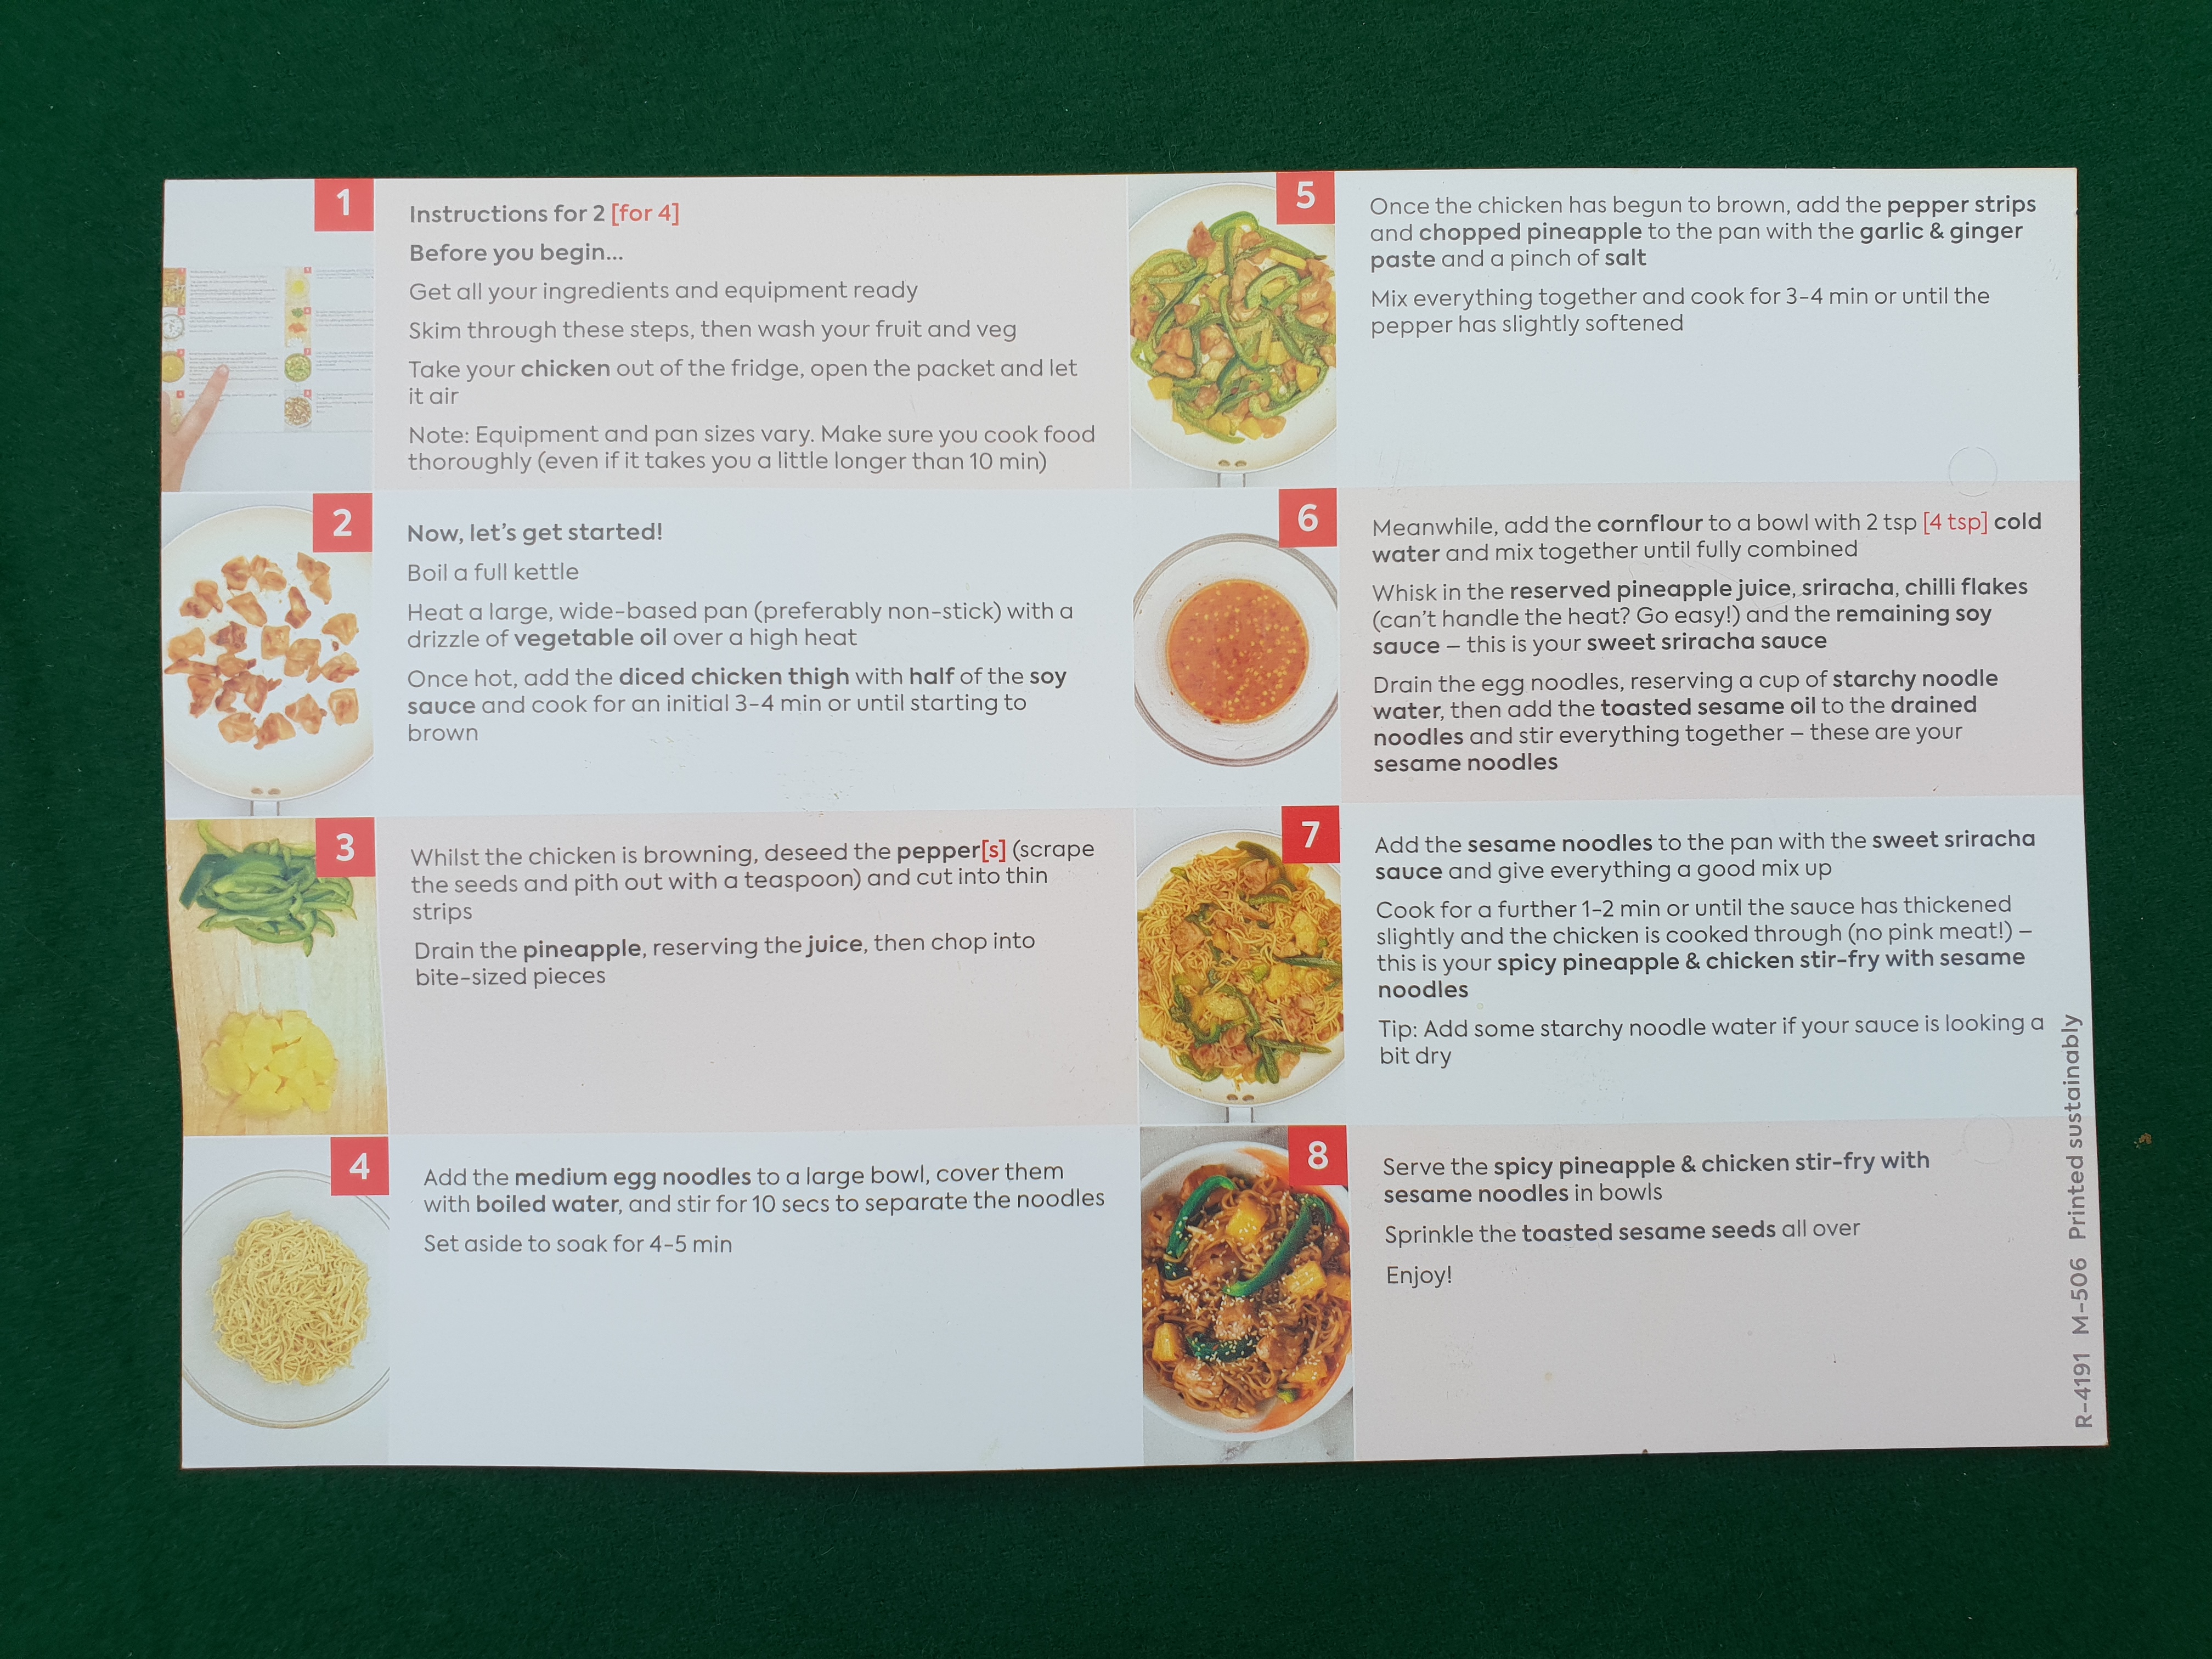 1
Instructions for 2 [for 4]
Before you begin...
Get all your ingredients and equipment ready
Skim through these steps, then wash your fruit and veg
Take your chicken out of the fridge, open the packet and let
it air
Note: Equipment and pan sizes vary. Make sure you cook food
thoroughly (even if it takes you a little longer than 10 min)
2
Now, let's get started!
Boil a full kettle
Heat a large, wide-based pan (preferably non-stick) with a
drizzle of vegetable oil over a high heat
Once hot, add the diced chicken thigh with half of the soy
sauce and cook for an initial 3-4 min or until starting to
brown
3
Whilst the chicken is browning, deseed the pepper[s] (scrape
the seeds and pith out with a teaspoon) and cut into thin
strips
Drain the pineapple, reserving the juice, then chop into
bite-sized pieces
4
Add the medium egg noodles to a large bowl, cover them
with boiled water, and stir for 10 secs to separate the noodles
Set aside to soak for 4-5 min
5
Once the chicken has begun to brown, add the pepper strips
and chopped pineapple to the pan with the garlic & ginger
paste and a pinch of salt
Mix everything together and cook for 3-4 min or until the
pepper has slightly softened
6
Meanwhile, add the cornflour to a bowl with 2 tsp [4 tsp] cold
water and mix together until fully combined
Whisk in the reserved pineapple juice, sriracha, chilli flakes
(can't handle the heat? Go easy!) and the remaining soy
sauce – this is your sweet sriracha sauce
Drain the egg noodles, reserving a cup of starchy noodle
water, then add the toasted sesame oil to the drained
noodles and stir everything together – these are your
sesame noodles
7
Add the sesame noodles to the pan with the sweet sriracha
sauce and give everything a good mix up
Cook for a further 1-2 min or until the sauce has thickened
slightly and the chicken is cooked through (no pink meat!) –
this is your spicy pineapple & chicken stir-fry with sesame
noodles
Tip: Add some starchy noodle water if your sauce is looking a
bit dry
8
Serve the spicy pineapple & chicken stir-fry with
sesame noodles in bowls
Sprinkle the toasted sesame seeds all over
Enjoy!
R-4191 M-506 Printed sustainably